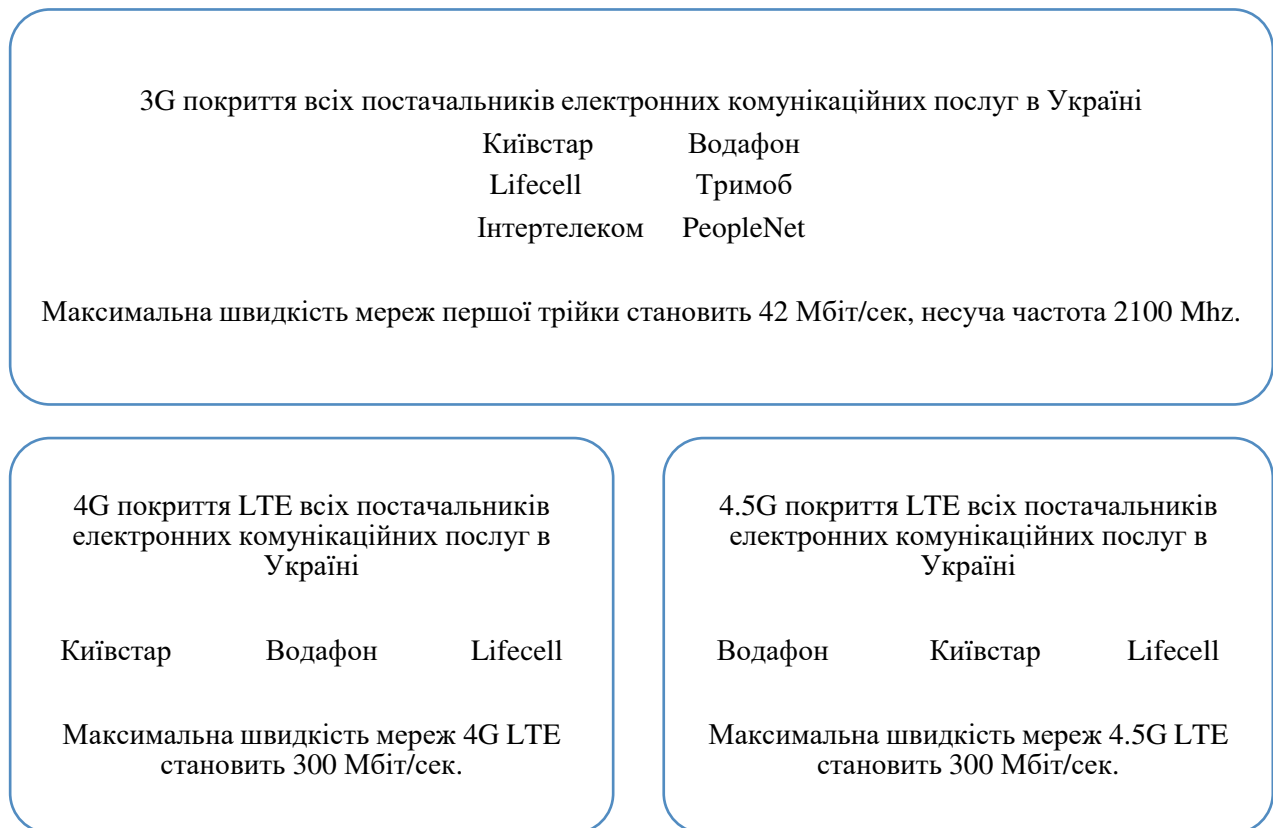 3G покриття всіх постачальників електронних комунікаційних послуг в Україні
Київстар Водафон
Lifecell Тримоб
Інтертелеком PeopleNet
Максимальна швидкість мереж першої трійки становить 42 Мбіт/сек, несуча частота 2100 Mhz.
4G покриття LTE всіх постачальників
електронних комунікаційних послуг в
Україні
Київстар Водафон Lifecell
Максимальна швидкість мереж 4G LTE
становить 300 Мбіт/сек.
4.5G покриття LTE всіх постачальників
електронних комунікаційних послуг в
Україні
Водафон Київстар Lifecell
Максимальна швидкість мереж 4.5G LTE
становить 300 Мбіт/сек.